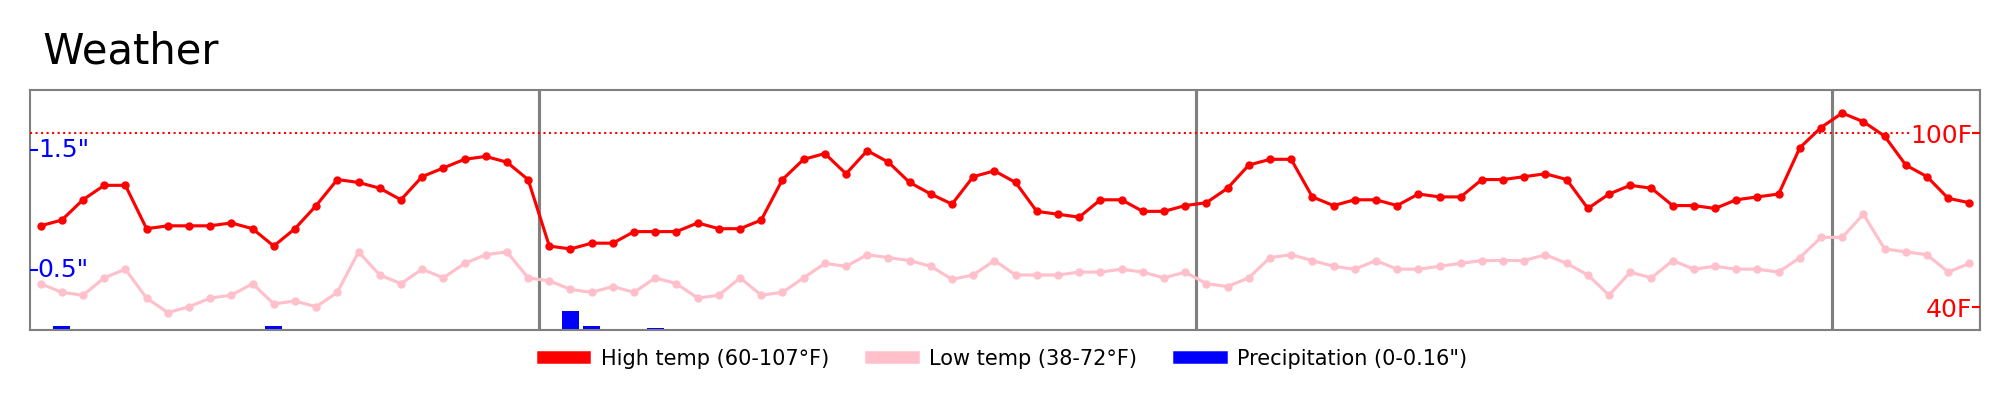 Weather
1.5"
100F
0.5"
40F
High temp (60-107°F) Low temp (38-72°F) Precipitation (0-0.16")